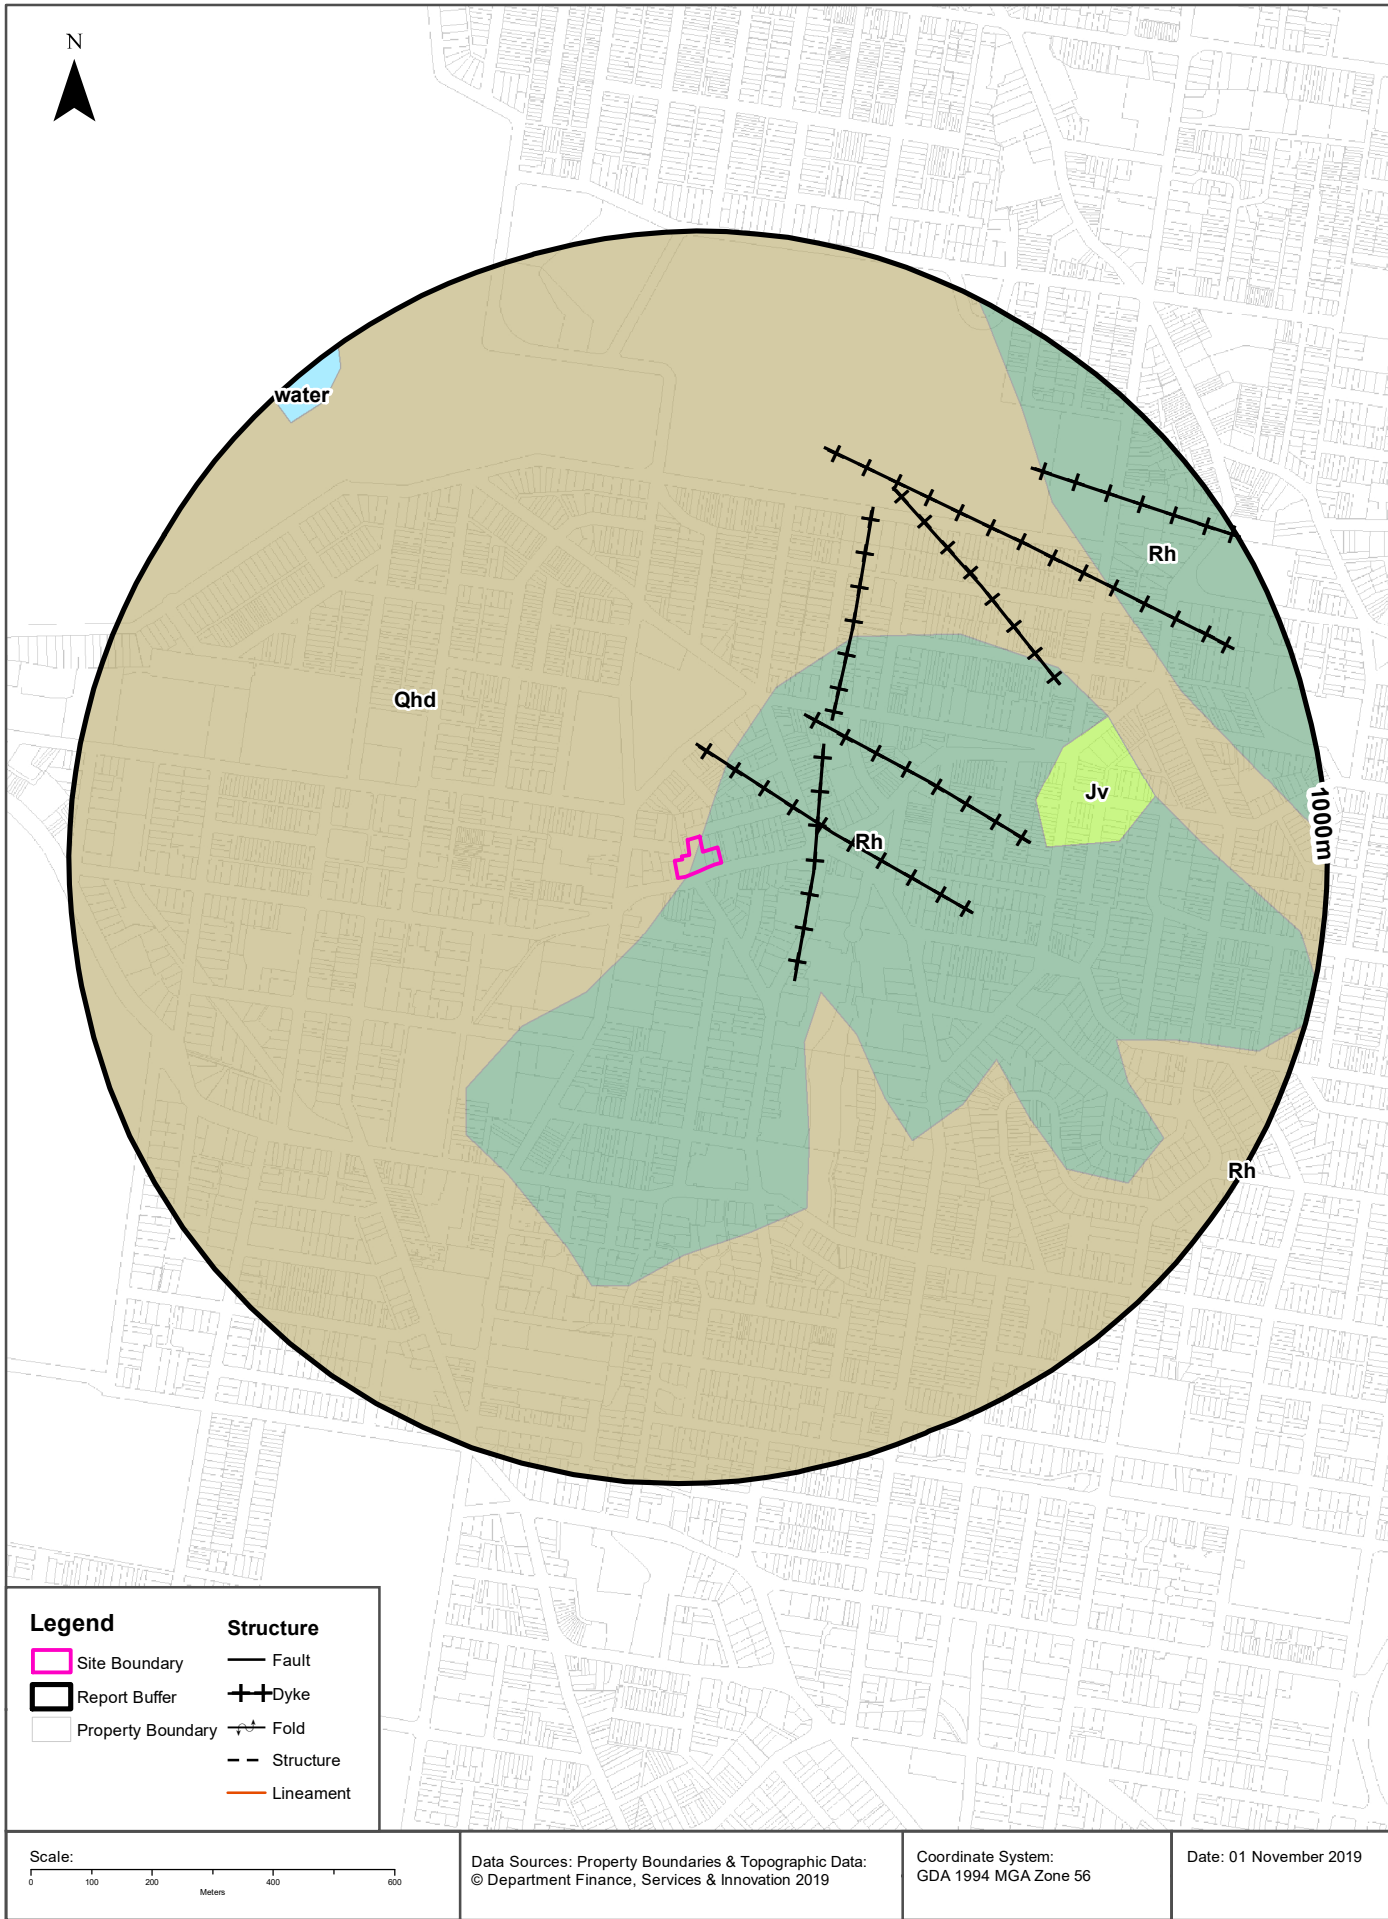 N
water
Rh
Qhd
Jv
Rh
1000m
Rh
Legend
Site Boundary
Report Buffer
Property Boundary
Structure
Fault
Dyke
Fold
Structure
Lineament
Scale:
0 100 200 400 600
Meters
Data Sources: Property Boundaries & Topographic Data:
© Department Finance, Services & Innovation 2019
Coordinate System:
GDA 1994 MGA Zone 56
Date: 01 November 2019